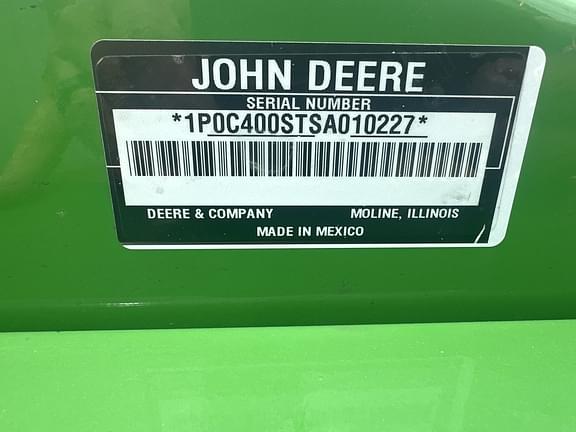 JOHN DEERE
SERIAL NUMBER
*1P0C400STSA010227*
DEERE & COMPANY MOLINE, ILLINOIS
MADE IN MEXICO